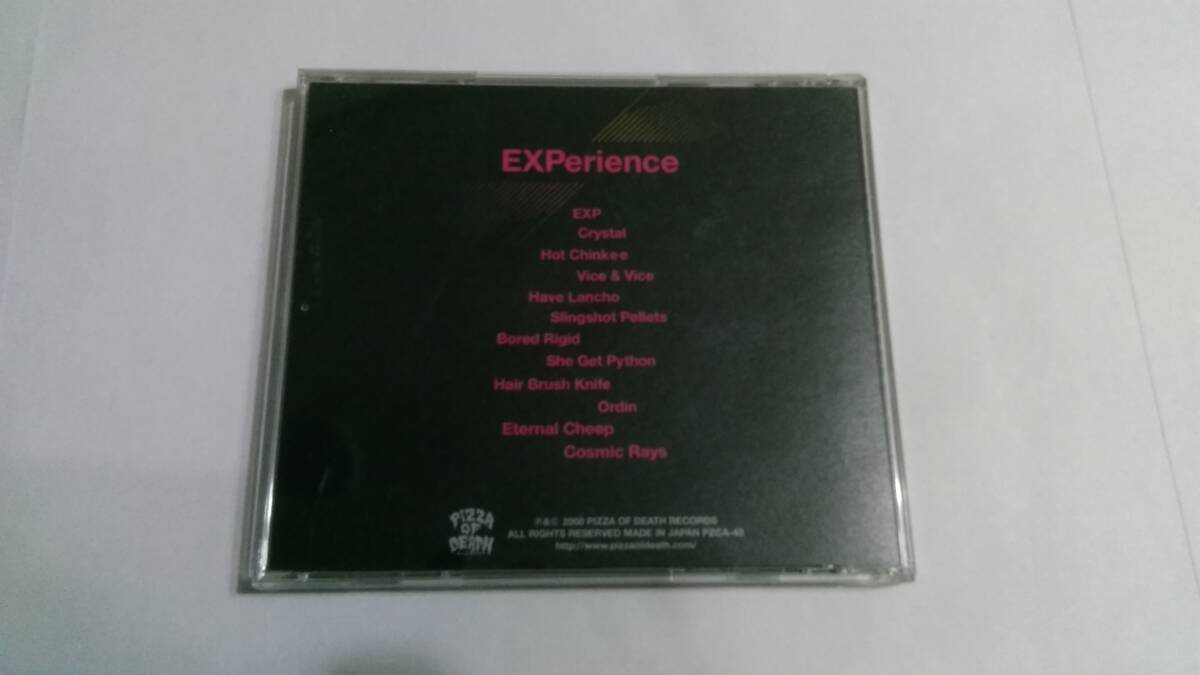 EXPerience
EXP
Crystal
Hot Chinkee
Vice & Vice
Have Lancho
Slingshot Pellets
Bored Rigid
She Get Python
Hair Brush Knife
Ordin
Eternal Cheep
Cosmic Rays
PIZZA
OF
DEATH
P&© 2008 PIZZA OF DEATH RECORDS
ALL RIGHTS RESERVED MADE IN JAPAN PZCA-43
http://www.pizzaofdeath.com/